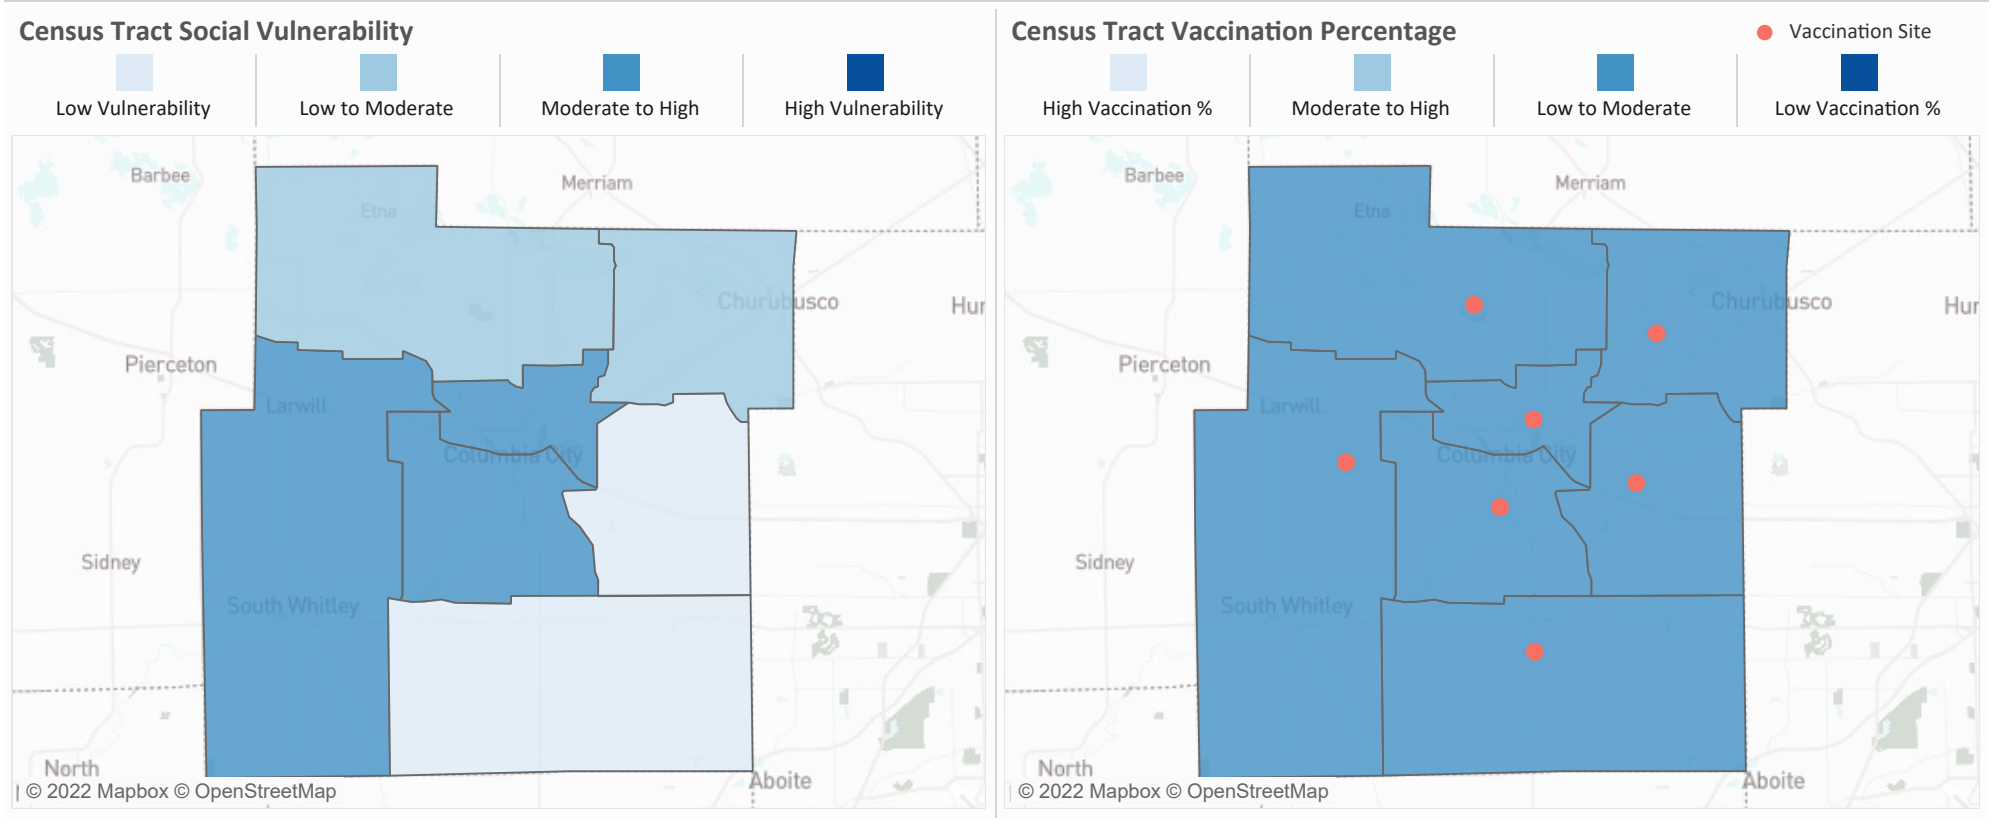 Census Tract Social Vulnerability
Low Vulnerability
Low to Moderate
Moderate to High
High Vulnerability
Barbee
Merriam
Etna
Churubusco
Hur
Pierceton
Larwill
Columbia City
Sidney
South Whitley
North
Aboite
| © 2022 Mapbox © OpenStreetMap
Census Tract Vaccination Percentage
Vaccination Site
High Vaccination %
Moderate to High
Low to Moderate
Low Vaccination %
Barbee
Merriam
Etna
Churubusco
Hur
Pierceton
Larwill
Columbia City
Sidney
South Whitley
North
Aboite
| © 2022 Mapbox © OpenStreetMap